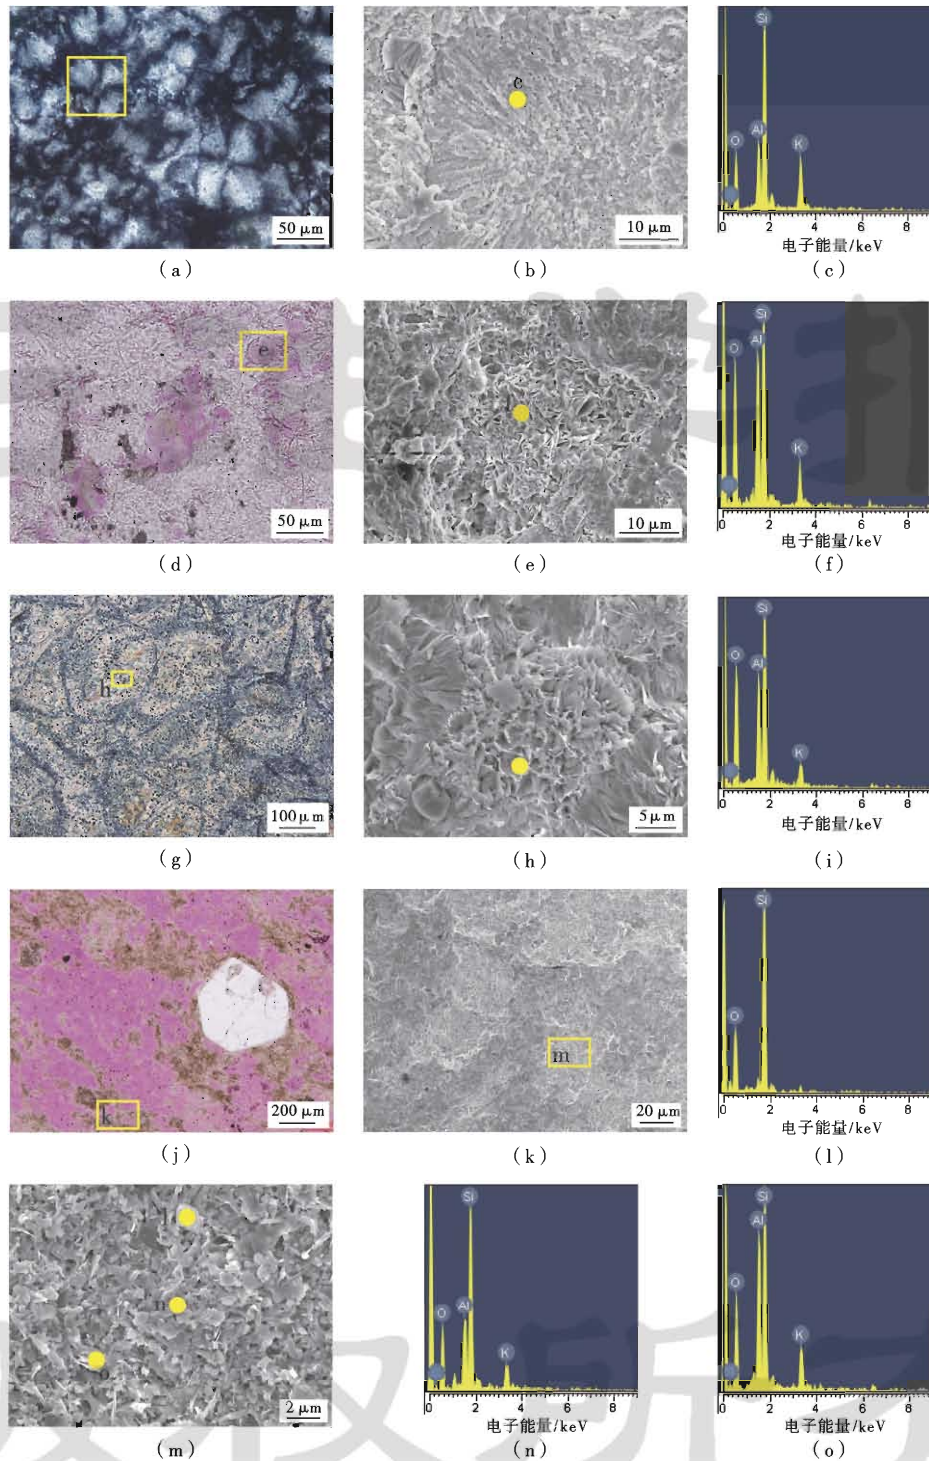 50 μm
10 μm
c
Si
O
Al
K
0 2 4 6 8
电子能量/keV
(a)
(b)
(c)
e
50 μm
10 μm
Si
Al
O
K
0 2 4 6 8
电子能量/keV
(d)
(e)
(f)
h
100 μm
5 μm
Si
O
Al
K
0 2 4 6 8
电子能量/keV
(g)
(h)
(i)
k
200 μm
m
20 μm
Si
O
0 2 4 6 8
电子能量/keV
(j)
(k)
(l)
n
o
2 μm
Si
Al
O
K
0 2 4 6 8
电子能量/keV
Si
Al
O
K
0 2 4 6 8
电子能量/keV
(m)
(n)
(o)